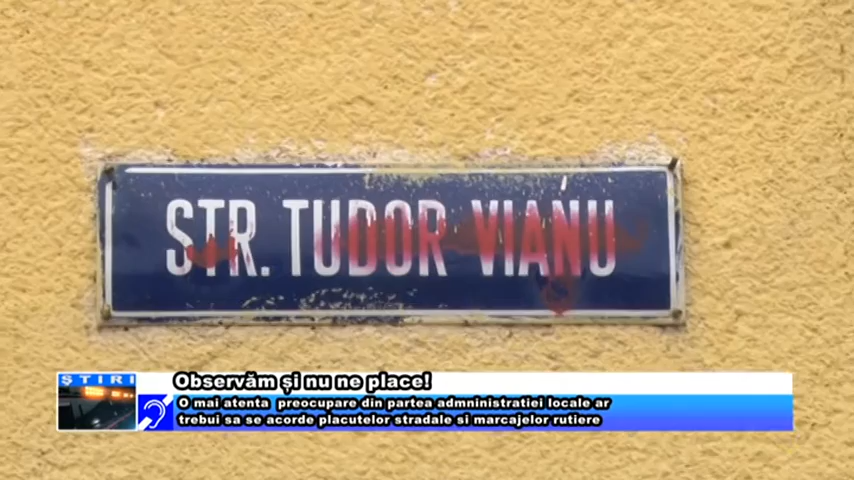 STR. TUDOR VIANU
ȘTIRI
Observăm și nu ne place!
O mai atenta preocupare din partea admninistratiei locale ar
trebui sa se acorde placutelor stradale si marcajelor rutiere